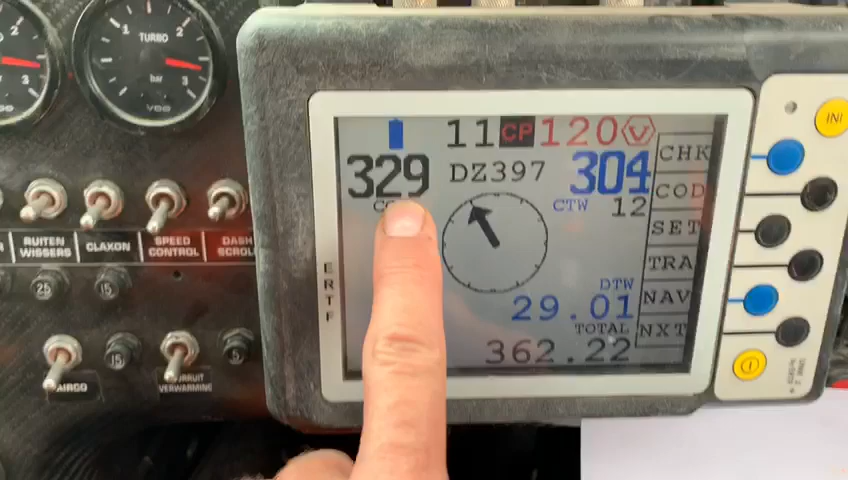 1 2 3
TURBO
bar
VDO
11 CP 120 V
329 DZ397 304
CTW 12
DTW
29.01
TOTAL
362.22
CHK
COD
SET
TRA
NAV
NXT
ERTF
INI
RUITEN WISSERS
CLAXON
SPEED CONTROL
DASH SCROLL
25
15
15
5
AIRCO
VERWARMING